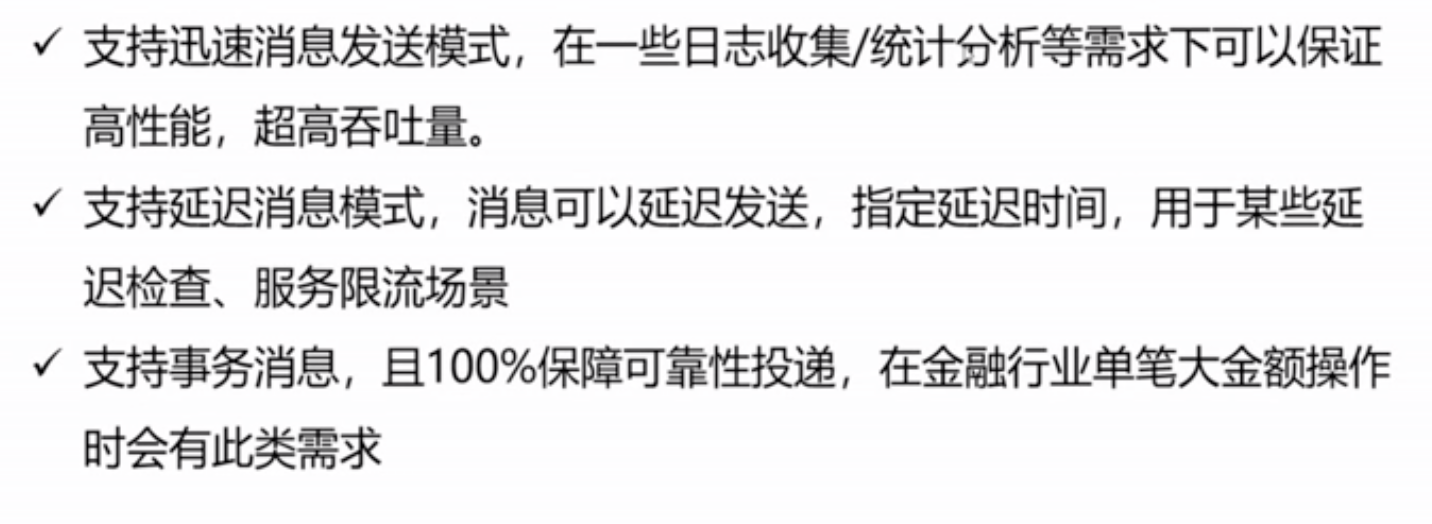 ✓ 支持迅速消息发送模式，在一些日志收集/统计分析等需求下可以保证
高性能，超高吞吐量。
✓ 支持延迟消息模式，消息可以延迟发送，指定延迟时间，用于某些延
迟检查、服务限流场景
✓ 支持事务消息，且100%保障可靠性投递，在金融行业单笔大金额操作
时会有此类需求